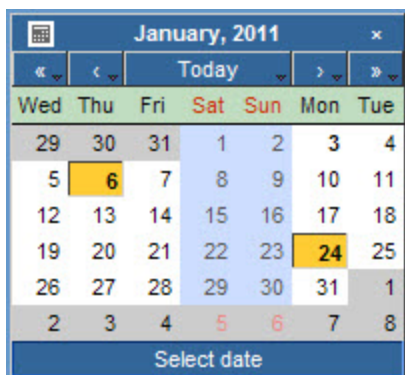 January, 2011 ×
« ‹ Today › »
Wed Thu Fri Sat Sun Mon Tue
29 30 31 1 2 3 4
5 6 7 8 9 10 11
12 13 14 15 16 17 18
19 20 21 22 23 24 25
26 27 28 29 30 31 1
2 3 4 5 6 7 8
Select date